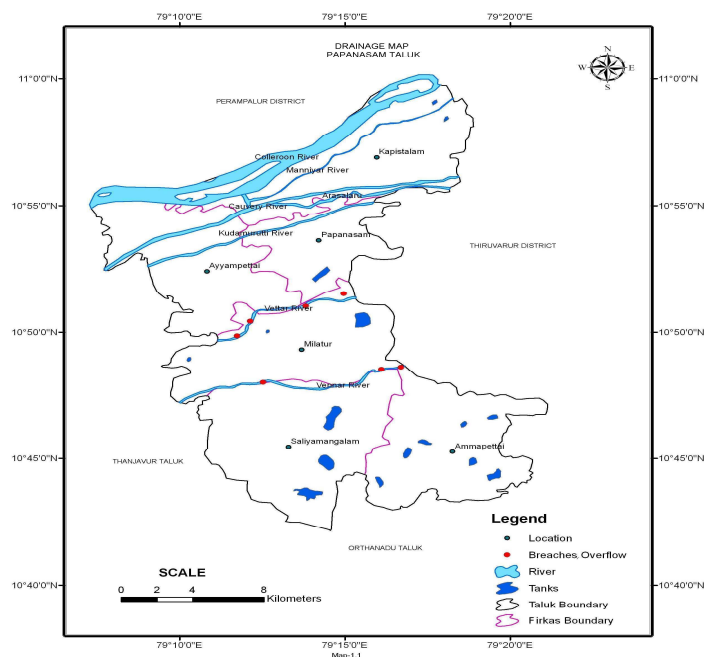 79°10'0"E 79°15'0"E 79°20'0"E
DRAINAGE MAP
PAPANASAM TALUK
N
W E
S
11°0'0"N 11°0'0"N
PERAMPALUR DISTRICT
Kapistalam
Colleroon River
Manniyar River
Arasalaru
10°55'0"N 10°55'0"N
Cauvery River
Kudamurutti River
Papanasam
THIRUVARUR DISTRICT
Ayyampettai
Vettar River
10°50'0"N 10°50'0"N
Milatur
Vennar River
Saliyamangalam
Ammapettai
THANJAVUR TALUK
10°45'0"N 10°45'0"N
ORTHANADU TALUK
Legend
Location
Breaches, Overflow
River
Tanks
Taluk Boundary
Firkas Boundary
SCALE
0 2 4 8
Kilometers
10°40'0"N 10°40'0"N
79°10'0"E 79°15'0"E 79°20'0"E
Map-1.1